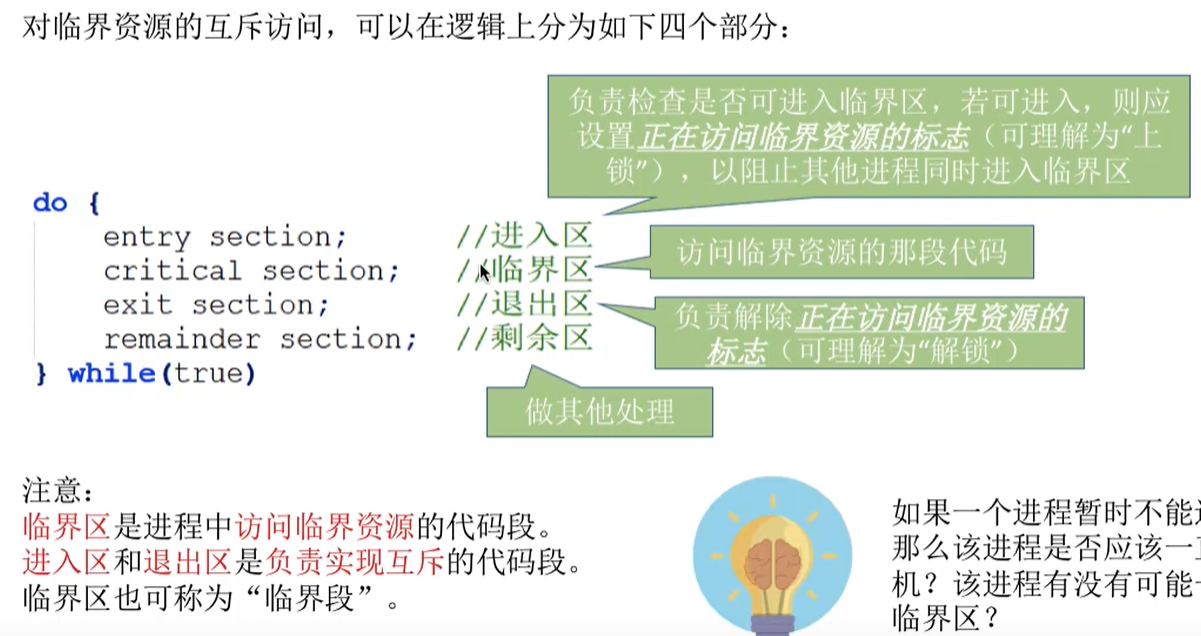 对临界资源的互斥访问，可以在逻辑上分为如下四个部分：
负责检查是否可进入临界区，若可进入，则应
设置正在访问临界资源的标志（可理解为“上
锁”），以阻止其他进程同时进入临界区
do {
entry section; //进入区
critical section; //临界区
exit section; //退出区
remainder section; //剩余区
} while(true)
访问临界资源的那段代码
负责解除正在访问临界资源的
标志（可理解为“解锁”）
做其他处理
注意：
临界区是进程中访问临界资源的代码段。
进入区和退出区是负责实现互斥的代码段。
临界区也可称为“临界段”。
如果一个进程暂时不能
那么该进程是否应该一
机？该进程有没有可能
临界区？